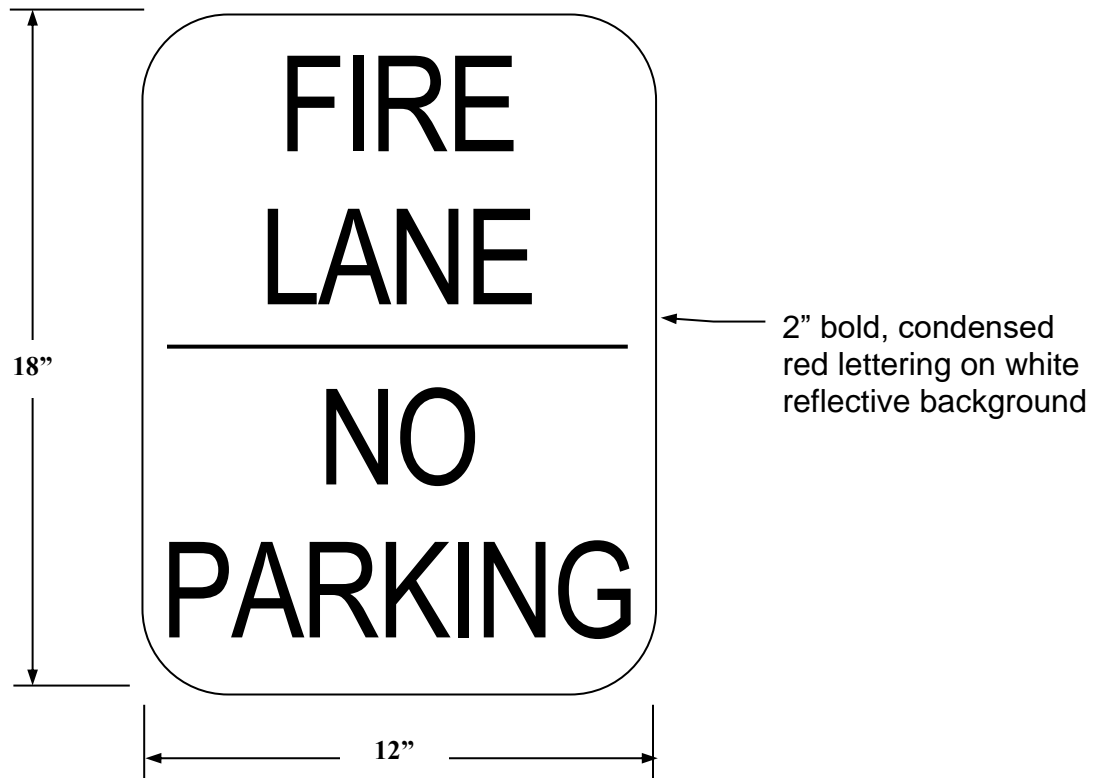 FIRE
LANE
NO
PARKING
18”
12”
2” bold, condensed
red lettering on white
reflective background